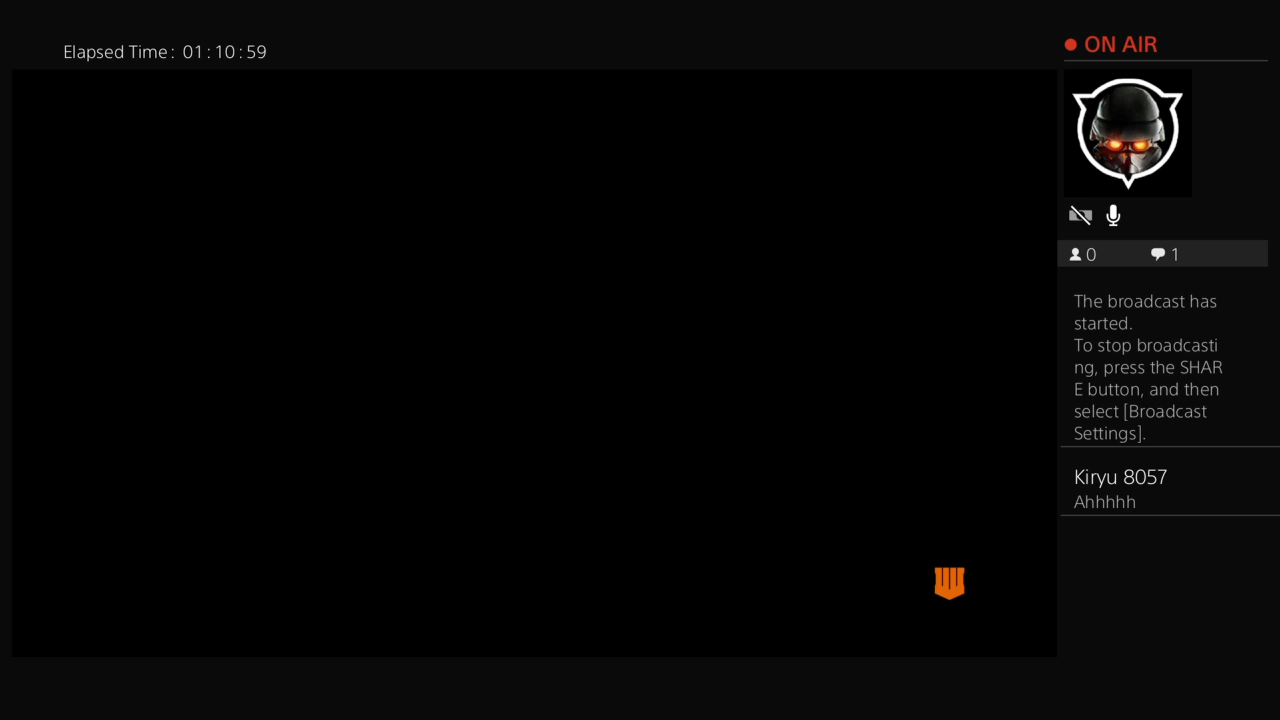 Elapsed Time: 01:10:59
ON AIR
0 1
The broadcast has
started.
To stop broadcasti
ng, press the SHAR
E button, and then
select [Broadcast
Settings].
Kiryu 8057
Ahhhhh